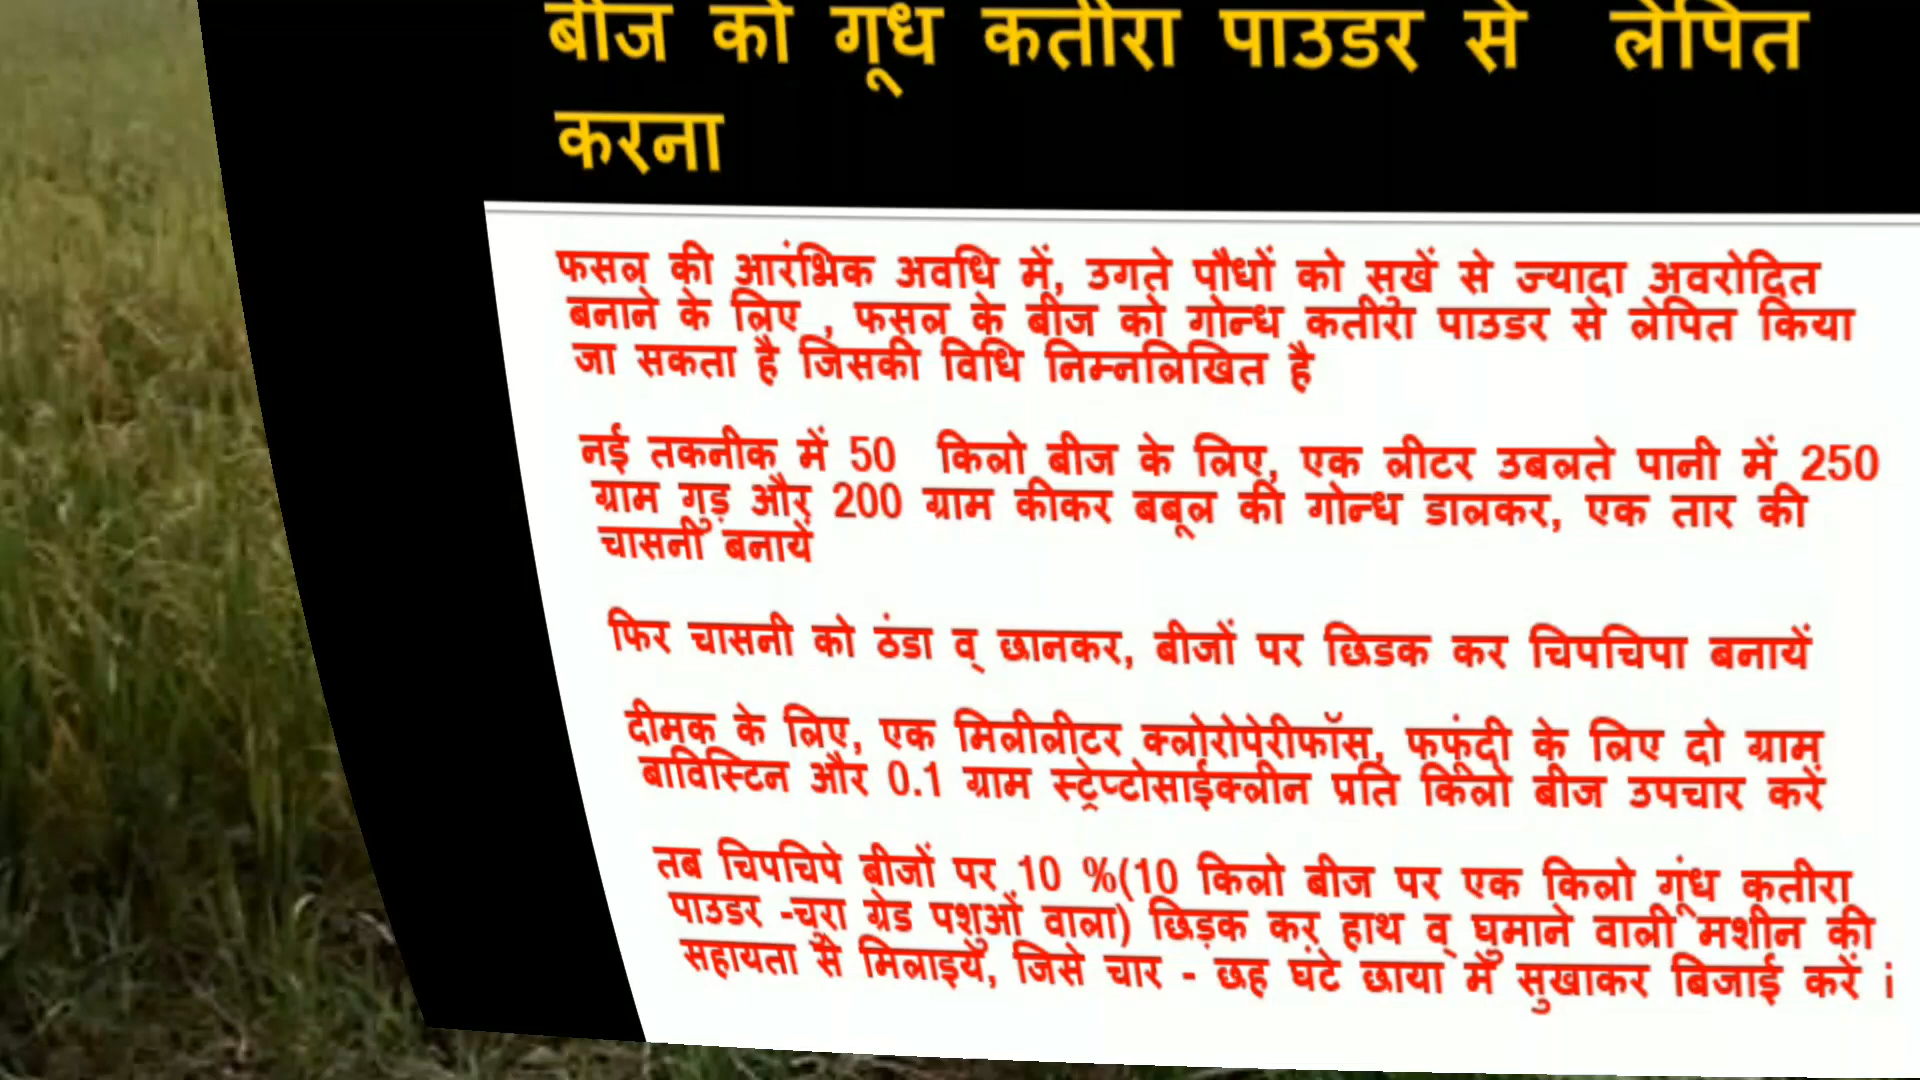 बीज को गूंध कतीरा पाउडर से लेपित
करना
फसल की आरंभिक अवधि में, उगते पौधों को सुखें से ज्यादा अवरोदित
बनाने के लिए , फसल के बीज को गोन्ध कतीरा पाउडर से लेपित किया
जा सकता है जिसकी विधि निम्नलिखित है
नई तकनीक में 50 किलो बीज के लिए, एक लीटर उबलते पानी में 250
ग्राम गुड़ और 200 ग्राम कीकर बबूल की गोन्ध डालकर, एक तार की
चासनी बनायें
फिर चासनी को ठंडा व् छानकर, बीजों पर छिडक कर चिपचिपा बनायें
दीमक के लिए, एक मिलीलीटर क्लोरोपेरीफॉस, फफूंदी के लिए दो ग्राम
बाविस्टिन और 0.1 ग्राम स्ट्रेप्टोसाईक्लीन प्रति किलो बीज उपचार करें
तब चिपचिपे बीजों पर 10 %(10 किलो बीज पर एक किलो गूंध कतीरा
पाउडर -चूरा ग्रेड पशुओं वाला) छिड़क कर हाथ व् घुमाने वाली मशीन की
सहायता से मिलाइयें, जिसे चार - छह घंटे छाया में सुखाकर बिजाई करें i